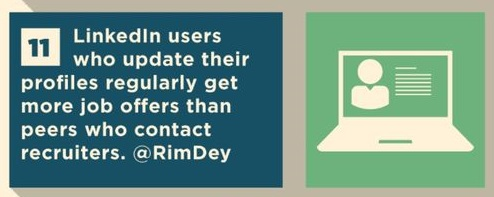 11 LinkedIn users
who update their
profiles regularly get
more job offers than
peers who contact
recruiters. @RimDey